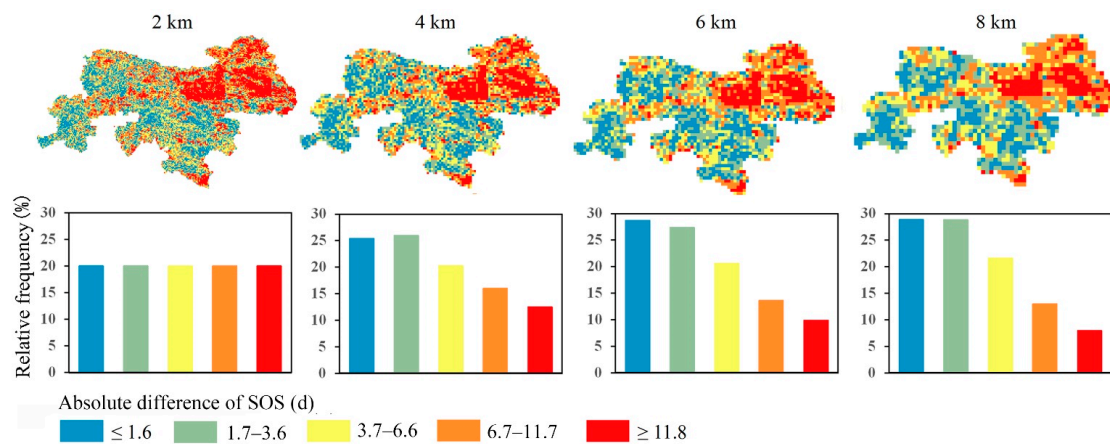 2 km 4 km 6 km 8 km
Relative frequency (%)
30 30 30 30
25 25 25 25
20 20 20 20
15 15 15 15
10 10 10 10
5 5 5 5
0 0 0 0
Absolute difference of SOS (d)
≤ 1.6 1.7–3.6 3.7–6.6 6.7–11.7 ≥ 11.8